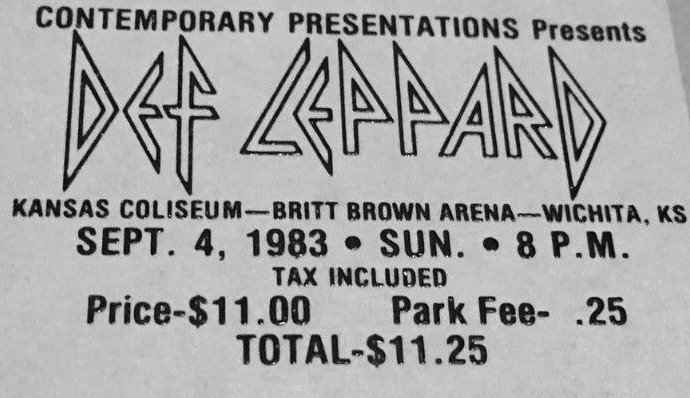 CONTEMPORARY PRESENTATIONS Presents
DEF LEPPARD
KANSAS COLISEUM—BRITT BROWN ARENA—WICHITA, KS
SEPT. 4, 1983 • SUN. • 8 P.M.
TAX INCLUDED
Price-$11.00 Park Fee- .25
TOTAL-$11.25